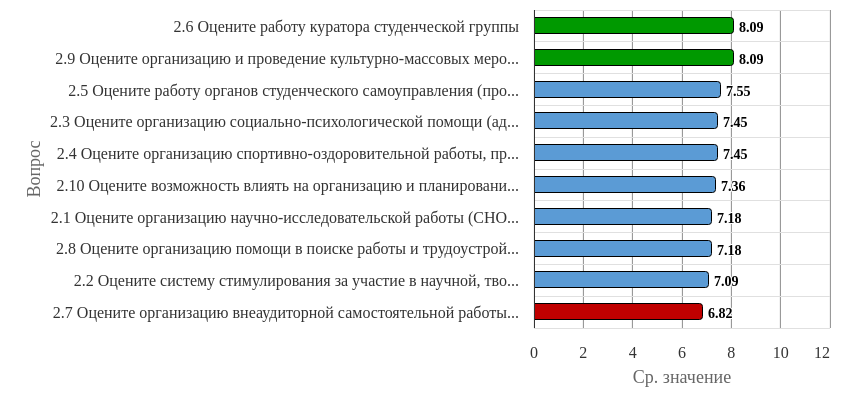 2.6 Оцените работу куратора студенческой группы 8.09
2.9 Оцените организацию и проведение культурно-массовых меро... 8.09
2.5 Оцените работу органов студенческого самоуправления (про... 7.55
2.3 Оцените организацию социально-психологической помощи (ад... 7.45
2.4 Оцените организацию спортивно-оздоровительной работы, пр... 7.45
2.10 Оцените возможность влиять на организацию и планировани... 7.36
2.1 Оцените организацию научно-исследовательской работы (СНО... 7.18
2.8 Оцените организацию помощи в поиске работы и трудоустрой... 7.18
2.2 Оцените систему стимулирования за участие в научной, тво... 7.09
2.7 Оцените организацию внеаудиторной самостоятельной работы... 6.82
Вопрос
0 2 4 6 8 10 12
Ср. значение